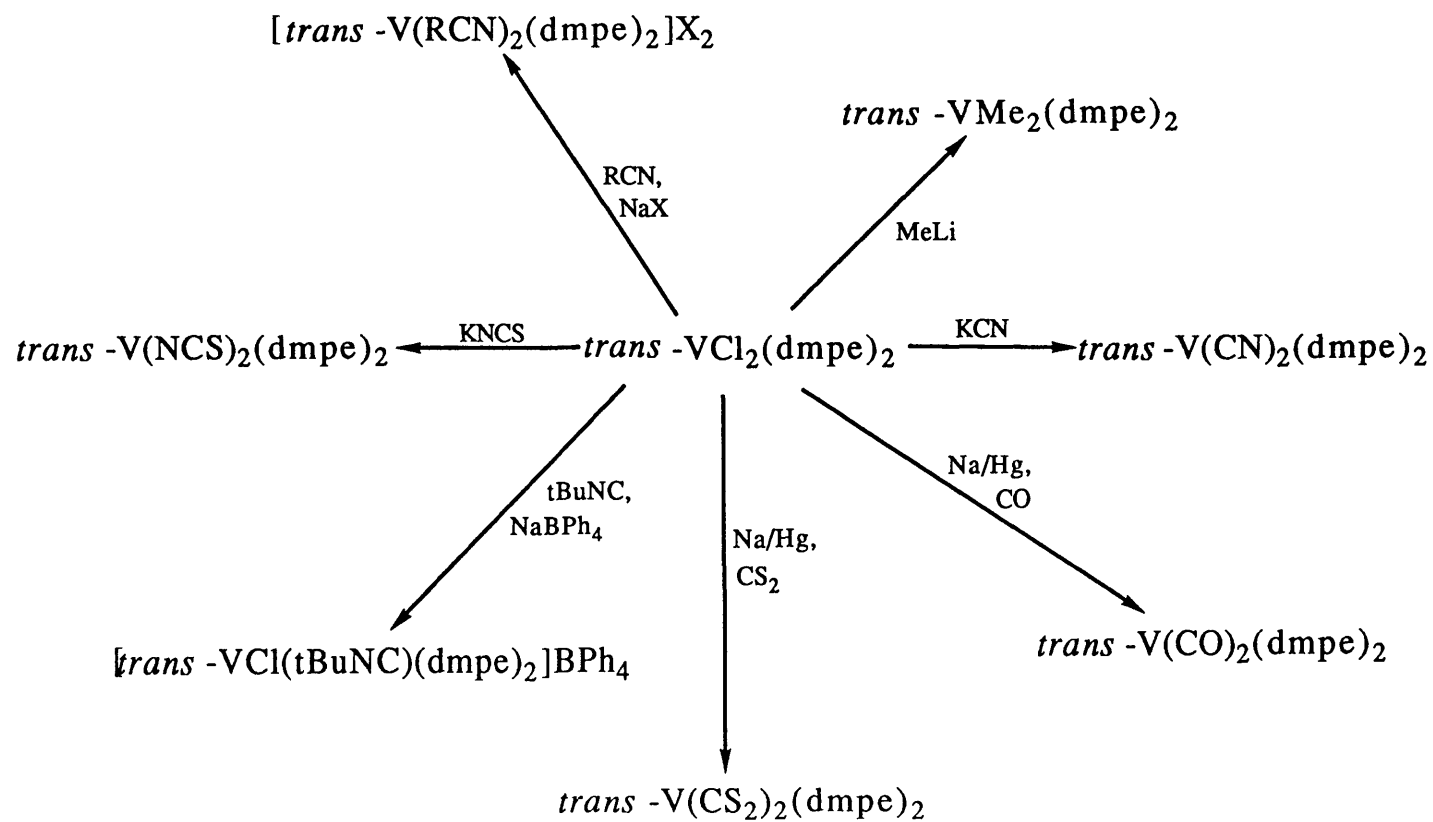 [trans -V(RCN)₂(dmpe)₂]X₂
trans -VMe₂(dmpe)₂
RCN,
NaX
MeLi
trans -V(NCS)₂(dmpe)₂
KNCS
trans -VCl₂(dmpe)₂
KCN
trans -V(CN)₂(dmpe)₂
tBuNC,
NaBPh₄
Na/Hg,
CS₂
Na/Hg,
CO
[trans -VCl(tBuNC)(dmpe)₂]BPh₄
trans -V(CO)₂(dmpe)₂
trans -V(CS₂)₂(dmpe)₂